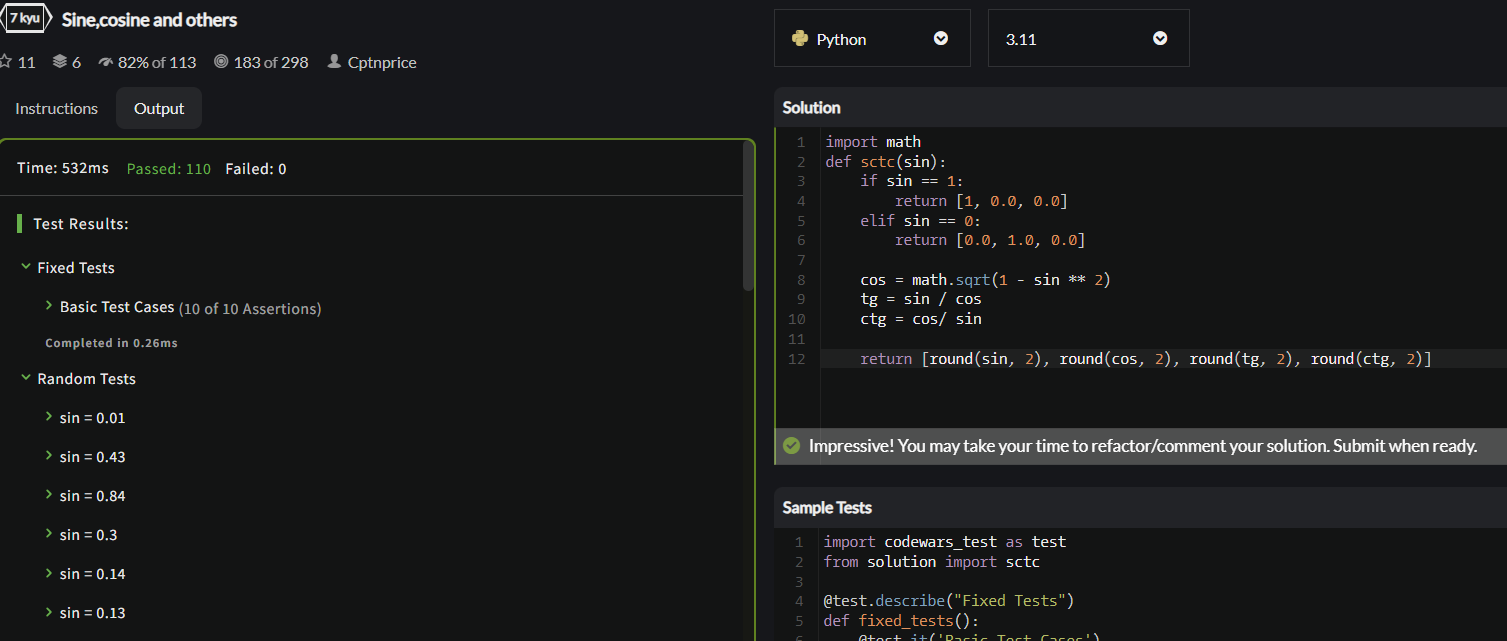 7 kyu Sine,cosine and others
11 6 82% of 113 183 of 298 Cptnprice
Instructions Output
Time: 532ms Passed: 110 Failed: 0
Test Results:
Fixed Tests
Basic Test Cases (10 of 10 Assertions)
Completed in 0.26ms
Random Tests
sin = 0.01
sin = 0.43
sin = 0.84
sin = 0.3
sin = 0.14
sin = 0.13
Python 3.11
Solution
1 import math
2 def sctc(sin):
3     if sin == 1:
4         return [1, 0.0, 0.0]
5     elif sin == 0:
6         return [0.0, 1.0, 0.0]
7
8     cos = math.sqrt(1 - sin ** 2)
9     tg = sin / cos
10     ctg = cos/ sin
11
12     return [round(sin, 2), round(cos, 2), round(tg, 2), round(ctg, 2)]
Impressive! You may take your time to refactor/comment your solution. Submit when ready.
Sample Tests
1 import codewars_test as test
2 from solution import sctc
3
4 @test.describe("Fixed Tests")
5 def fixed_tests():
6     @test.it('Basic Test Cases')